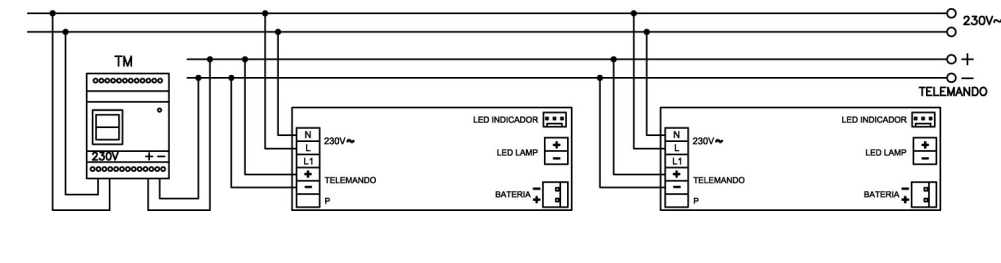 230V~
TM
+
−
TELEMANDO
230V + −
LED INDICADOR
N
L
L1
+
−
230V~
TELEMANDO
P
LED LAMP
+
−
BATERIA
−
+
LED INDICADOR
N
L
L1
+
−
230V~
TELEMANDO
P
LED LAMP
+
−
BATERIA
−
+